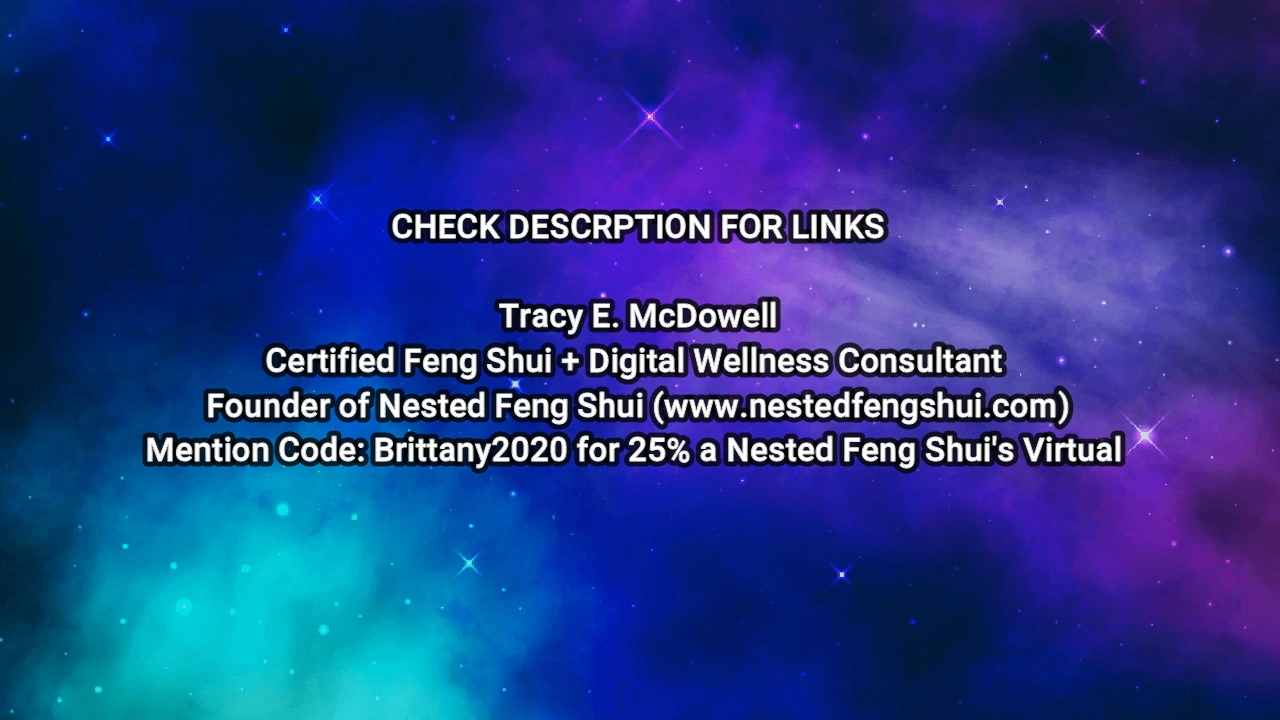 CHECK DESCRPTION FOR LINKS
Tracy E. McDowell
Certified Feng Shui + Digital Wellness Consultant
Founder of Nested Feng Shui (www.nestedfengshui.com)
Mention Code: Brittany2020 for 25% a Nested Feng Shui's Virtual